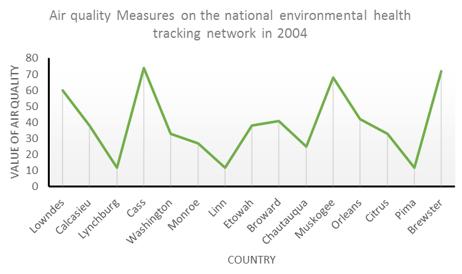 Air quality Measures on the national environmental health
tracking network in 2004
VALUE OF AIR QUALITY
80
70
60
50
40
30
20
10
0
Lowndes
Calcasieu
Lynchburg
Cass
Washington
Monroe
Linn
Etowah
Broward
Chautauqua
Muskogee
Orleans
Citrus
Pima
Brewster
COUNTRY